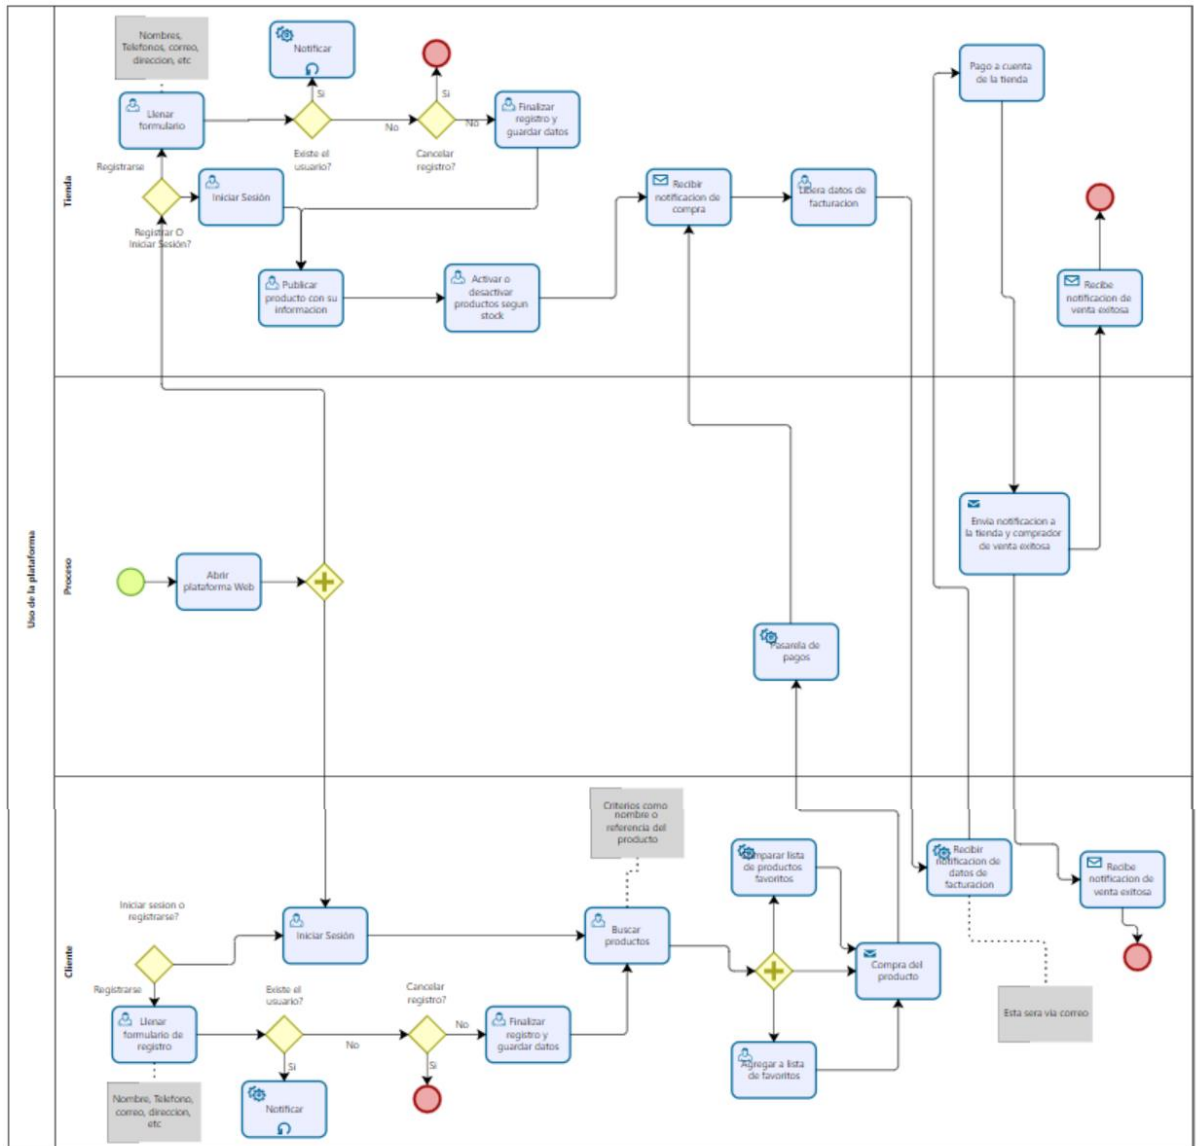 Uso de la plataforma
Tienda
Nombres,
Telefonos, correo,
direccion, etc
Notificar
Si
Si
Llenar
formulario
Finalizar
registro y
guardar datos
No
No
Existe el
usuario?
Cancelar
registro?
Registrarse
Iniciar Sesión
Registrar O
Iniciar Sesión?
Publicar
producto con su
informacion
Activar o
desactivar
productos segun
stock
Recibir
notificacion de
compra
Libera datos de
facturacion
Pago a cuenta
de la tienda
Recibe
notificacion de
venta exitosa
Proceso
Abrir
plataforma Web
Envia notificacion a
la tienda y comprador
de venta exitosa
Pasarela de
pagos
Cliente
Criterios como
nombre o
referencia del
producto
Iniciar sesion o
registrarse?
Iniciar Sesión
Buscar
productos
Registrarse
Existe el
usuario?
Cancelar
registro?
Llenar
formulario de
registro
No
No
Finalizar
registro y
guardar datos
Si
Si
Nombre, Telefono,
correo, direccion,
etc
Notificar
lista
de productos
favoritos
Compra del
producto
Agregar a lista
de favoritos
Recibir
notificacion de
datos de
facturacion
Recibe
notificacion de
venta exitosa
Esta sera via correo